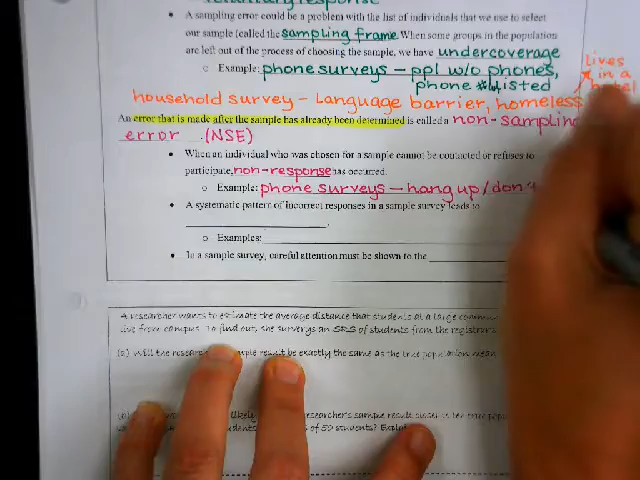 response
• A sampling error could be a problem with the list of individuals that we use to select
our sample (called the sampling frame. When some groups in the population
are left out of the process of choosing the sample, we have undercoverage
o Example: phone surveys – ppl w/o phones,
phone # listed
lives
in a
household survey – Language barrier, homeless
An error that is made after the sample has already been determined is called a non-sampling
error (NSE)
• When an individual who was chosen for a sample cannot be contacted or refuses to
participate, non-response has occurred.
o Example: phone surveys – hang up/don't
• A systematic pattern of incorrect responses in a sample survey leads to
.
o Examples:
• In a sample survey, careful attention must be shown to the
A researcher wants to estimate the average distance that students at a large
live from campus. To find out, she surveys an SRS of students from the registrar's
(a) Will the sample result be exactly the same as the true population mean
likely researcher's sample result
of 50 students?